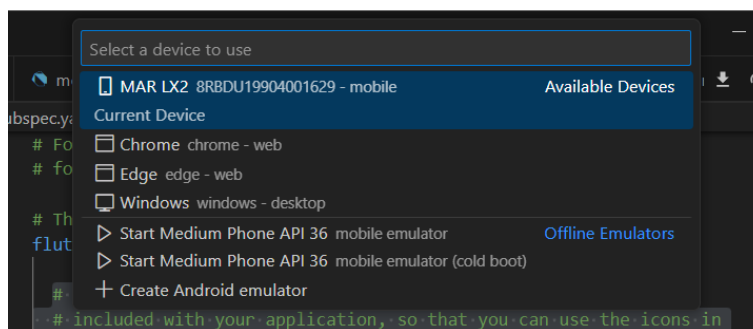 Select a device to use
MAR LX2 8RBDU19904001629 - mobile Available Devices
Current Device
Chrome chrome - web
Edge edge - web
Windows windows - desktop
Start Medium Phone API 36 mobile emulator Offline Emulators
Start Medium Phone API 36 mobile emulator (cold boot)
Create Android emulator
m
ubspec.ya
# Fo
# fo
# Th
flut
#
# included with your application, so that you can use the icons in